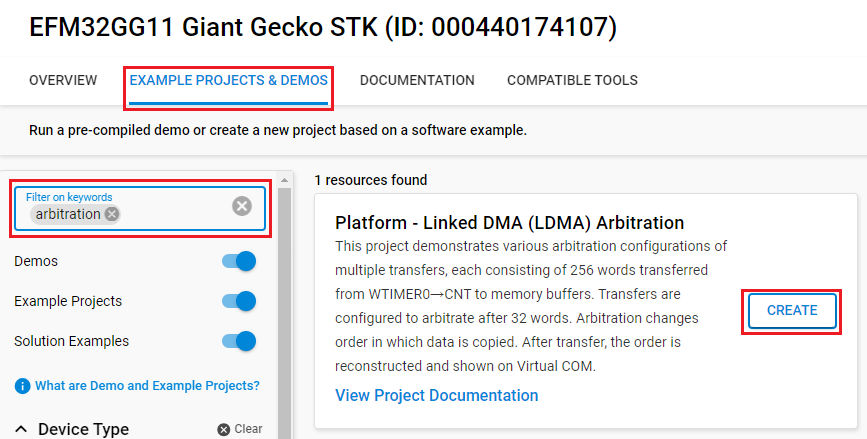 EFM32GG11 Giant Gecko STK (ID: 000440174107)
OVERVIEW EXAMPLE PROJECTS & DEMOS DOCUMENTATION COMPATIBLE TOOLS
Run a pre-compiled demo or create a new project based on a software example.
Filter on keywords
arbitration
Demos
Example Projects
Solution Examples
What are Demo and Example Projects?
Device Type Clear
1 resources found
Platform - Linked DMA (LDMA) Arbitration
This project demonstrates various arbitration configurations of
multiple transfers, each consisting of 256 words transferred
from WTIMER0→CNT to memory buffers. Transfers are
configured to arbitrate after 32 words. Arbitration changes
order in which data is copied. After transfer, the order is
reconstructed and shown on Virtual COM.
View Project Documentation
CREATE